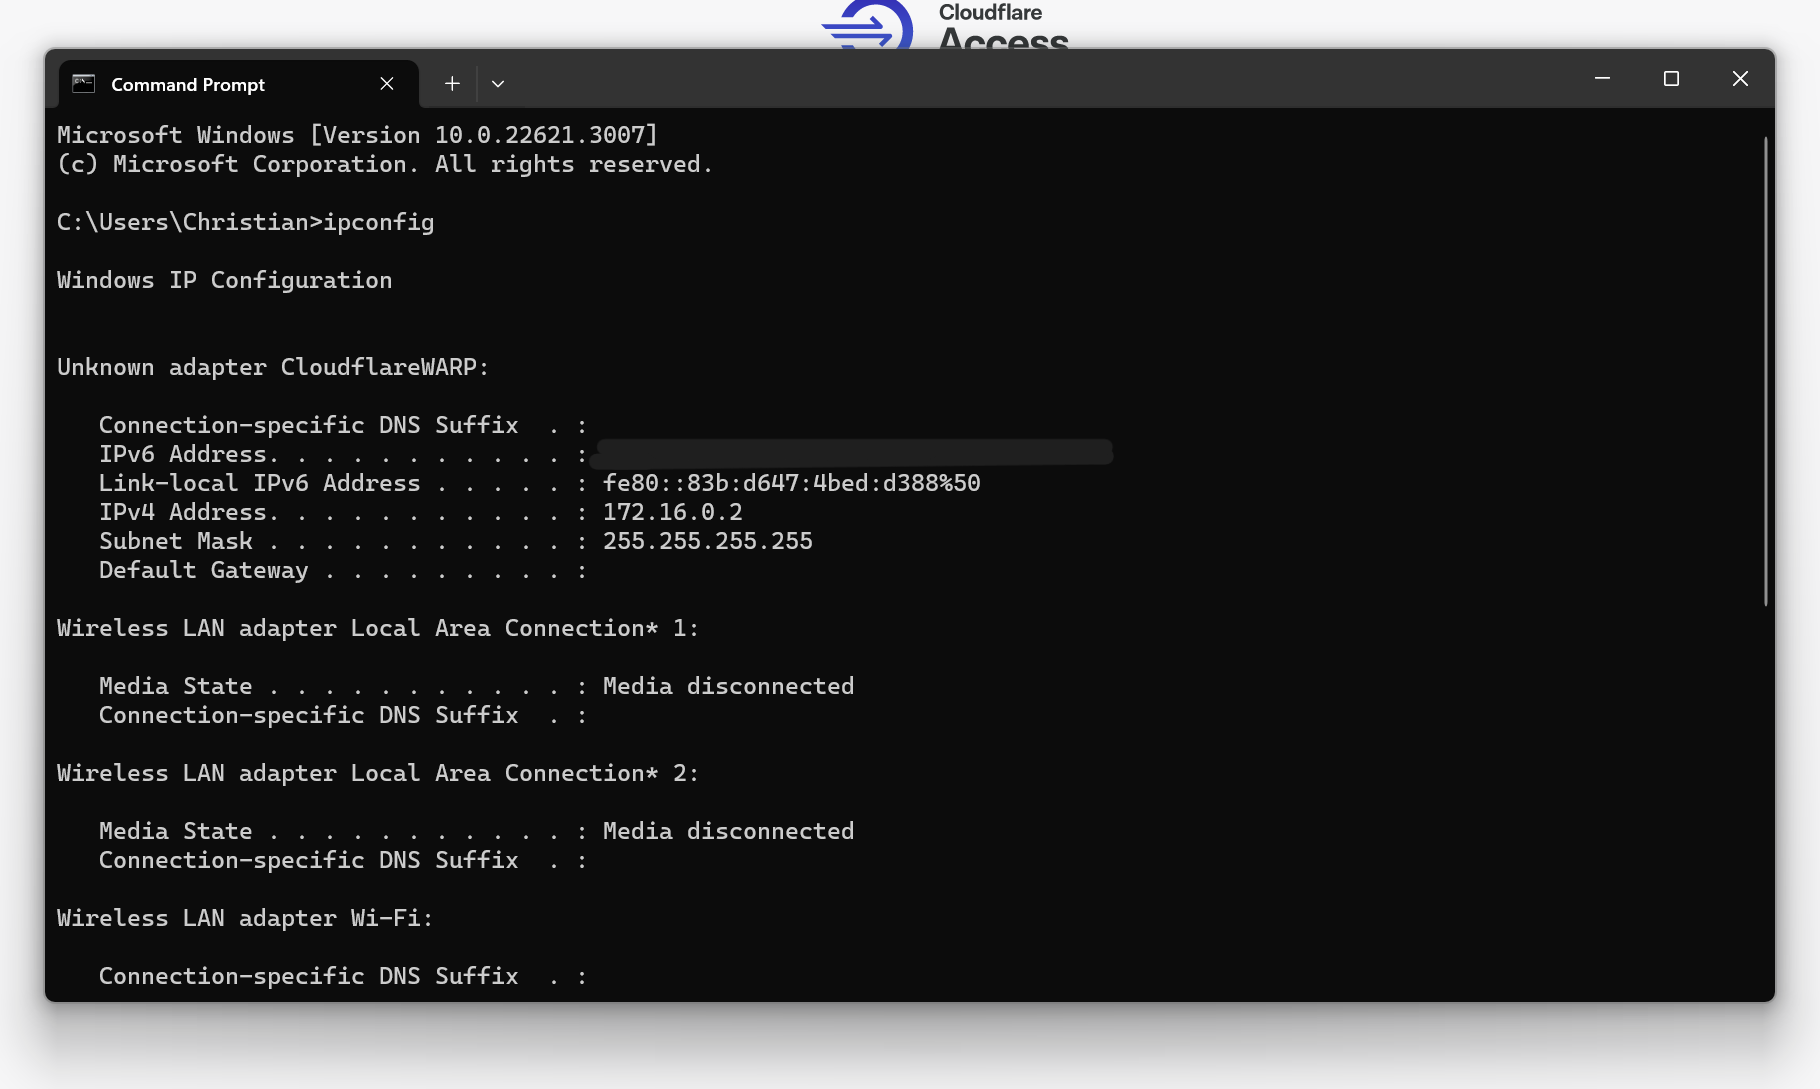 Cloudflare
Access
Command Prompt
Microsoft Windows [Version 10.0.22621.3007]
(c) Microsoft Corporation. All rights reserved.
C:\Users\Christian>ipconfig
Windows IP Configuration
Unknown adapter CloudflareWARP:
Connection-specific DNS Suffix  . :
IPv6 Address. . . . . . . . . . . :
Link-local IPv6 Address . . . . . : fe80::83b:d647:4bed:d388%50
IPv4 Address. . . . . . . . . . . : 172.16.0.2
Subnet Mask . . . . . . . . . . . : 255.255.255.255
Default Gateway . . . . . . . . . :
Wireless LAN adapter Local Area Connection* 1:
Media State . . . . . . . . . . . : Media disconnected
Connection-specific DNS Suffix  . :
Wireless LAN adapter Local Area Connection* 2:
Media State . . . . . . . . . . . : Media disconnected
Connection-specific DNS Suffix  . :
Wireless LAN adapter Wi-Fi:
Connection-specific DNS Suffix  . :